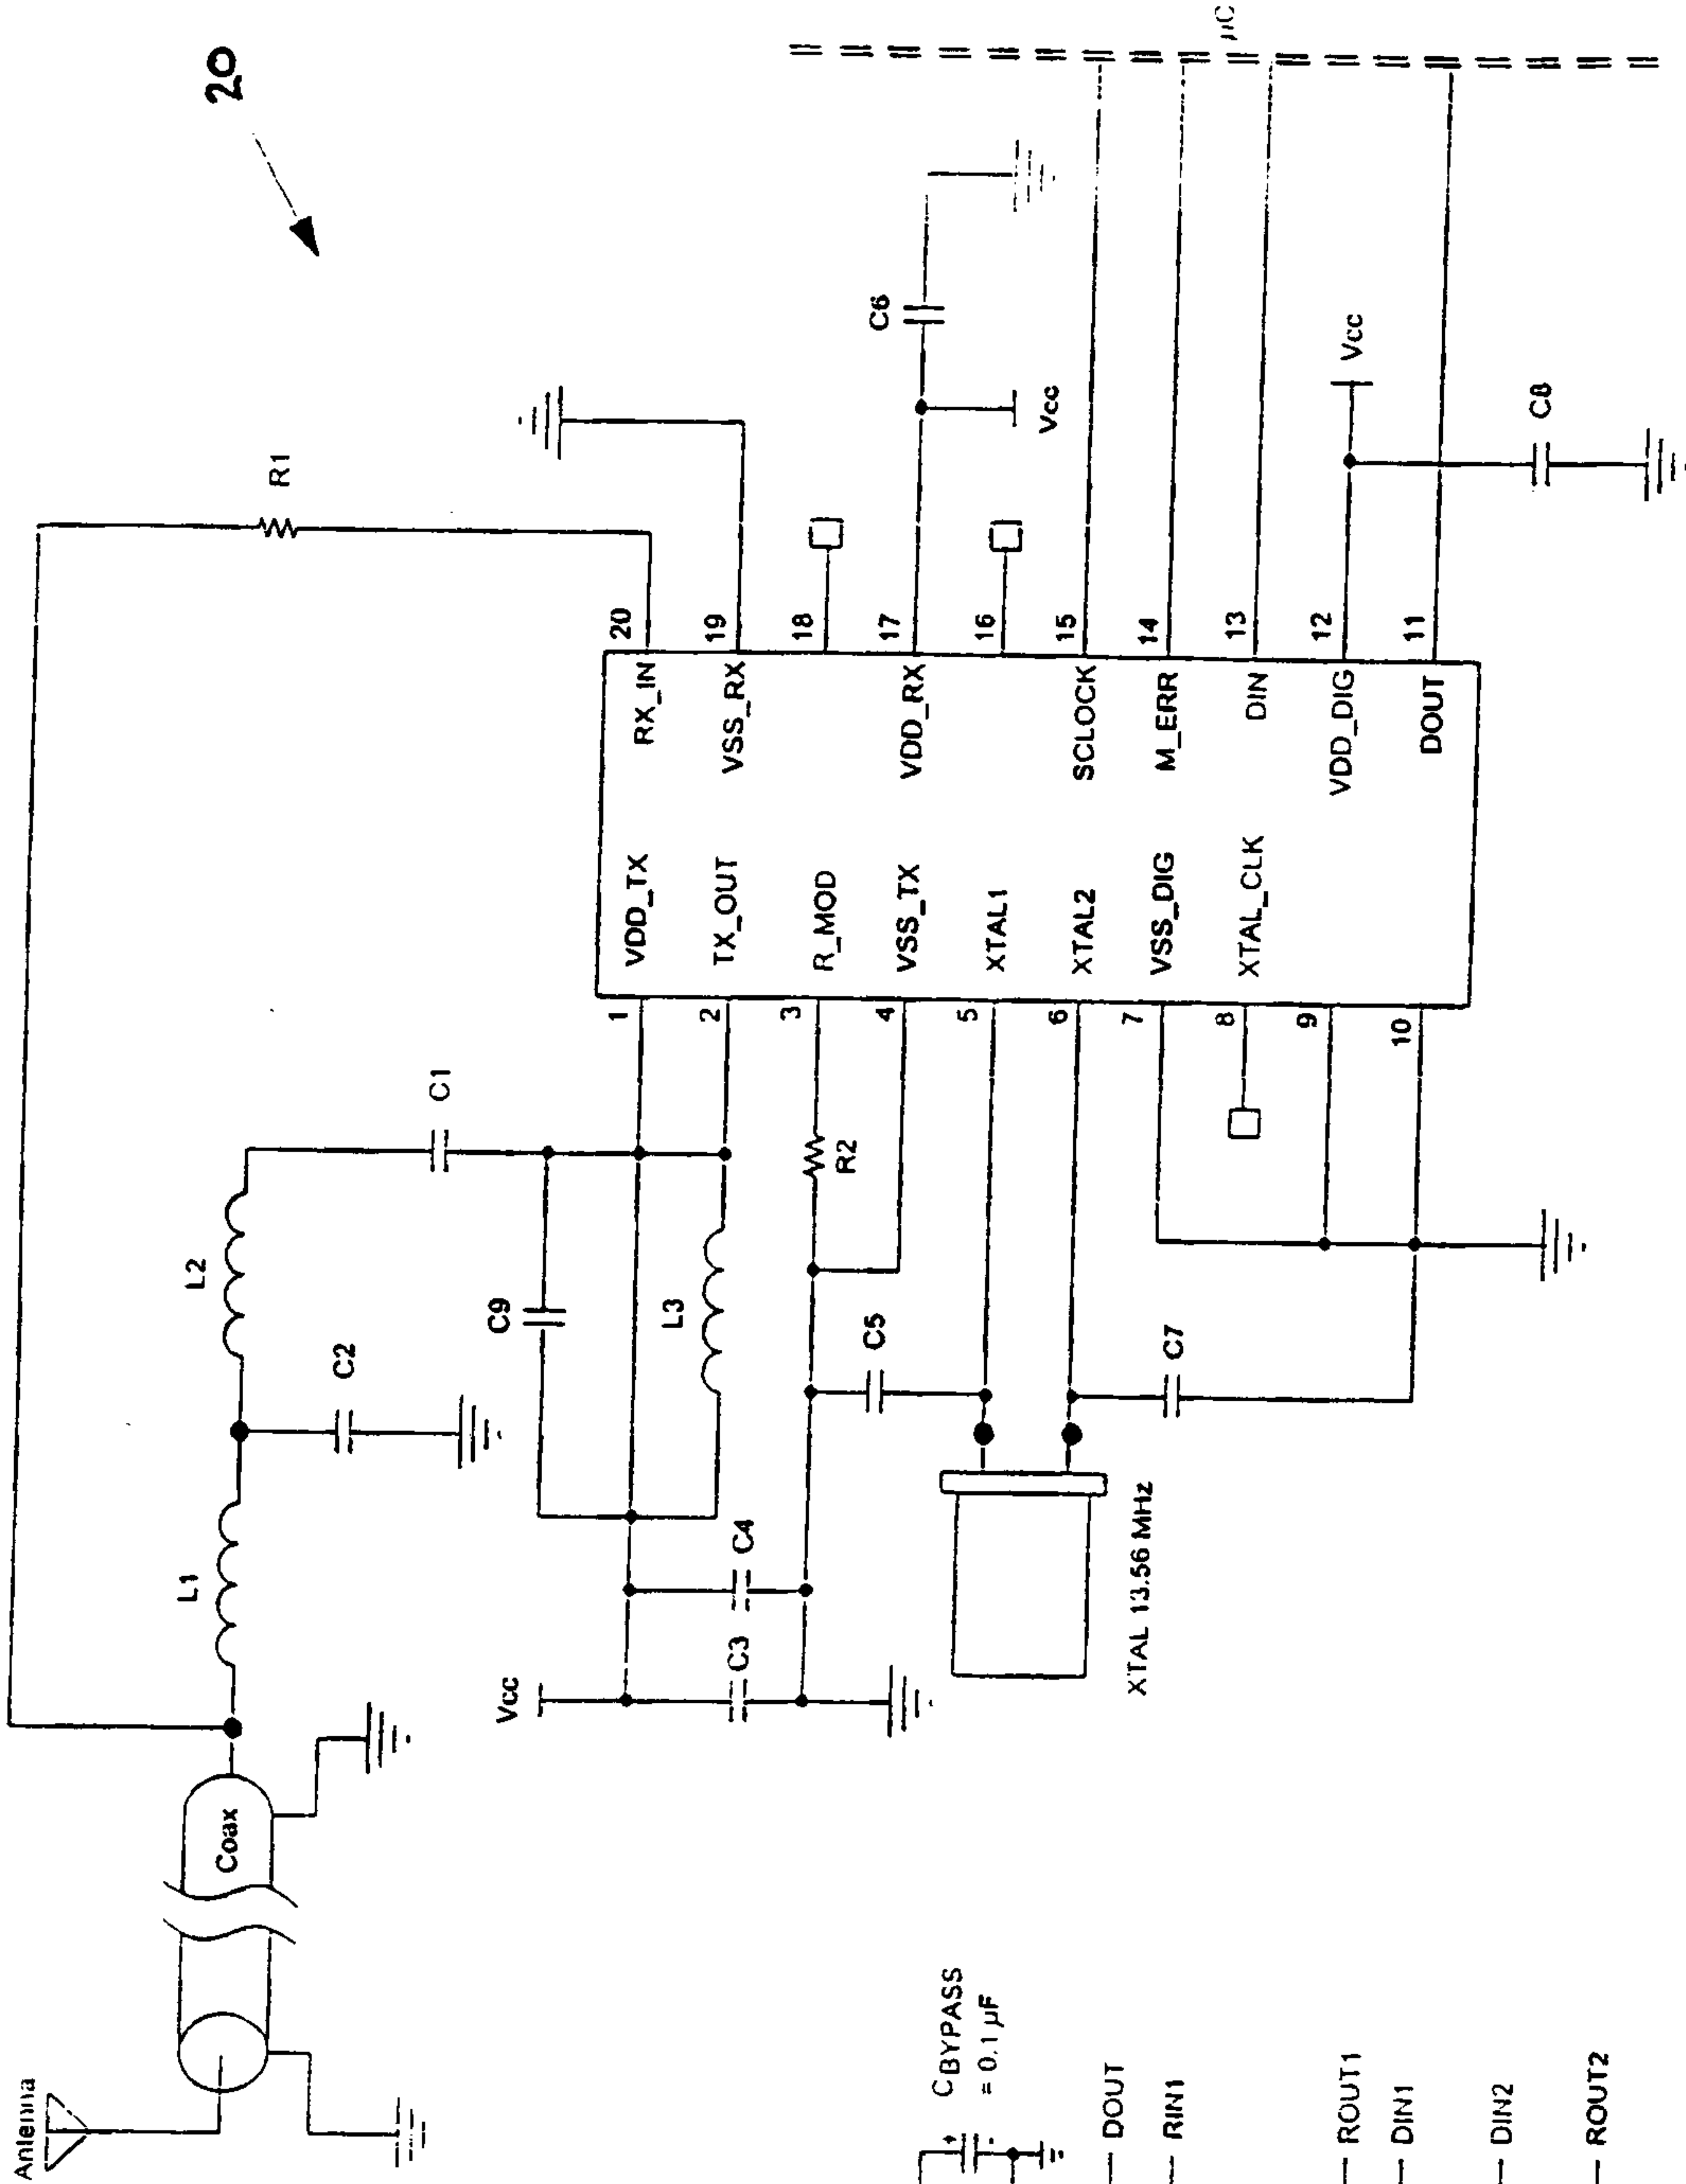 20
Antenna
Coax
L1
L2
C2
C1
R1
Vcc
C3
C4
C9
L3
C5
R2
C7
XTAL 13.56 MHz
1
2
3
4
5
6
7
8
9
10
VDD_TX
TX_OUT
R_MOD
VSS_TX
XTAL1
XTAL2
VSS_DIG
XTAL_CLK
RX_IN
VSS_RX
VDD_RX
SCLOCK
M_ERR
DIN
VDD_DIG
DOUT
20
19
18
17
16
15
14
13
12
11
C6
Vcc
Vcc
C8
µC
CBYPASS
= 0.1 µF
+
-
DOUT
RIN1
ROUT1
DIN1
DIN2
ROUT2